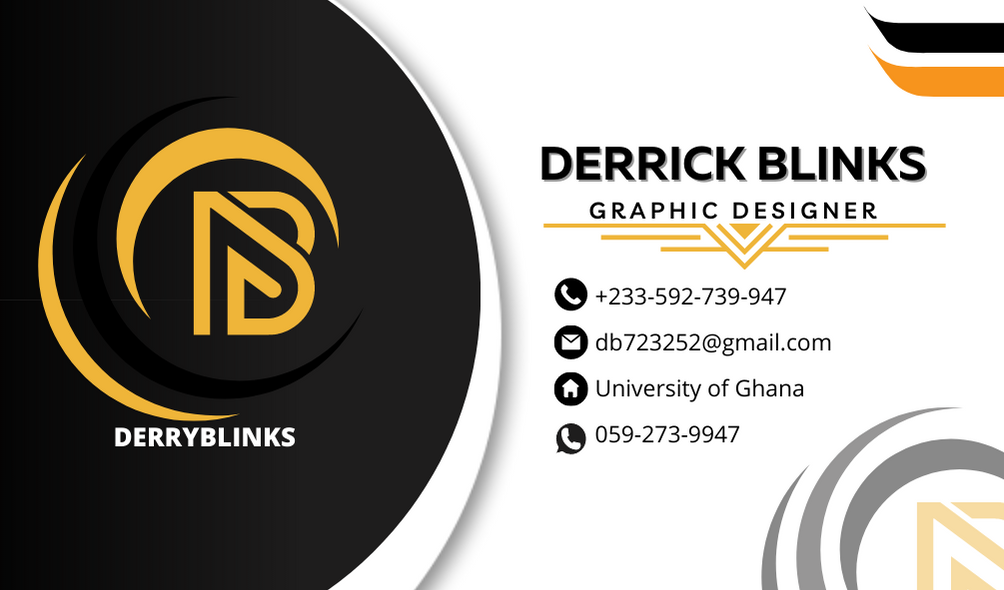 DERRYBLINKS
DERRICK BLINKS
GRAPHIC DESIGNER
+233-592-739-947
db723252@gmail.com
University of Ghana
059-273-9947